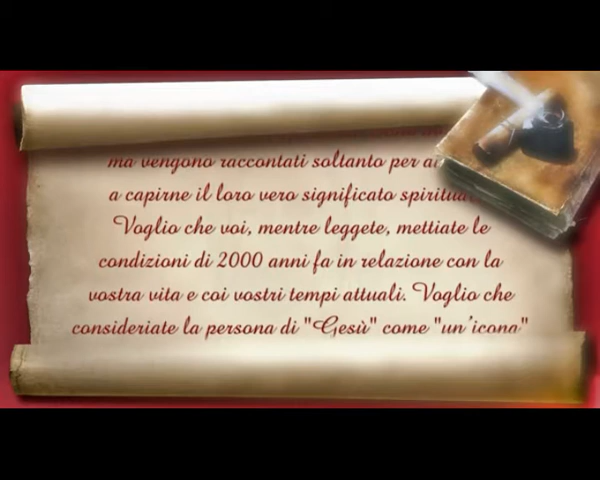 ma vengono raccontati soltanto per
a capirne il loro vero significato
Voglio che voi, mentre leggete, mettiate le
condizioni di 2000 anni fa in relazione con la
vostra vita e coi vostri tempi attuali. Voglio che
consideriate la persona di "Gesù" come "un'icona"